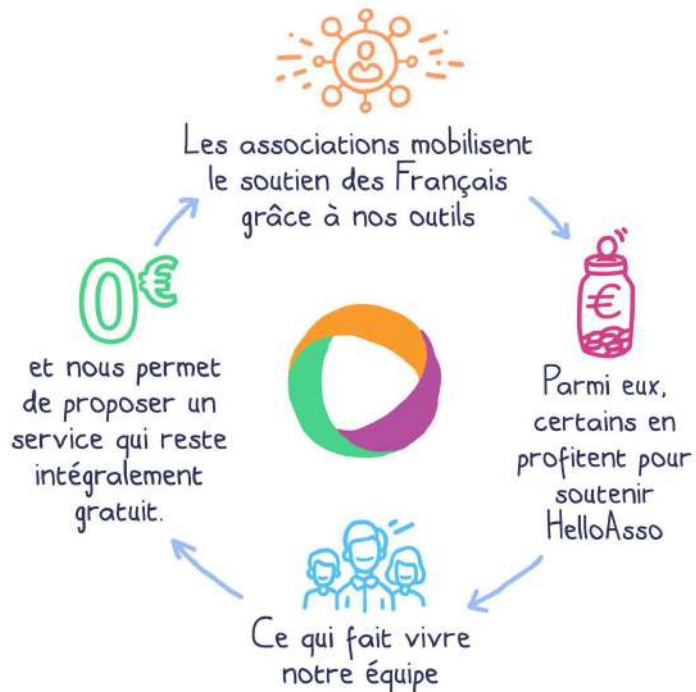 Les associations mobilisent
le soutien des Français
grâce à nos outils
€
Parmi eux,
certains en
profitent pour
soutenir
HelloAsso
Ce qui fait vivre
notre équipe
0€
et nous permet
de proposer un
service qui reste
intégralement
gratuit.